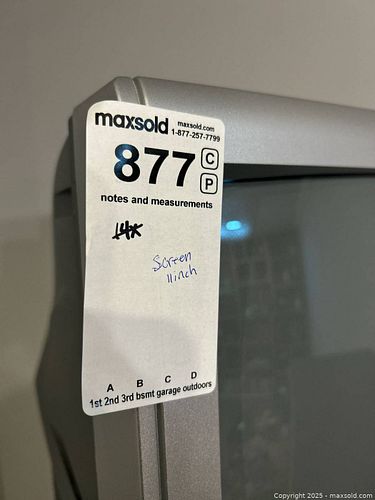 maxsold maxsold.com
1-877-257-7799
877 C
P
notes and measurements
Screen
11inch
A B C D
1st 2nd 3rd bsmt garage outdoors
Copyright © 2025 - maxsold.com